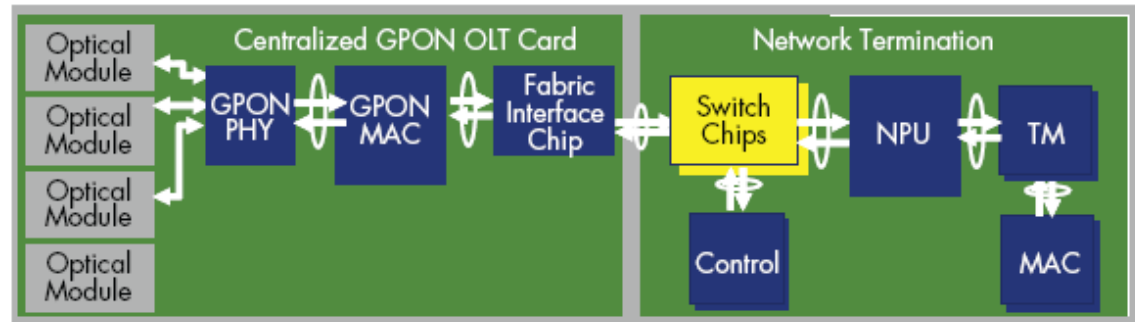 Centralized GPON OLT Card
Network Termination
Optical
Module
Optical
Module
Optical
Module
Optical
Module
GPON
PHY
GPON
MAC
Fabric
Interface
Chip
Switch
Chips
NPU
TM
Control
MAC